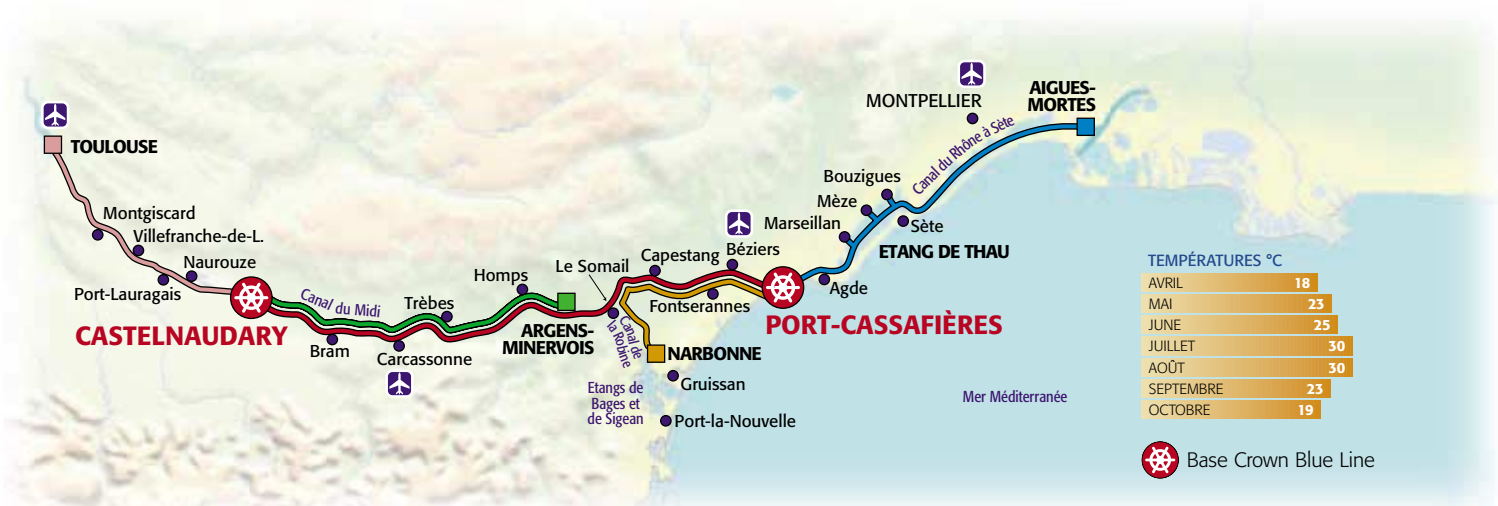 TOULOUSE
Montgiscard
Villefranche-de-L.
Naurouze
Port-Lauragais
CASTELNAUDARY
Canal du Midi
Bram
Trèbes
Carcassonne
Homps
ARGENS-
MINERVOIS
Le Somail
Canal de
la Robine
Capestang
Béziers
Fontserannes
NARBONNE
Gruissan
Etangs de
Bages et
de Sigean
Port-la-Nouvelle
PORT-CASSAFIÈRES
Agde
Marseillan
Mèze
Bouzigues
Sète
ETANG DE THAU
Canal du Rhône à Sète
MONTPELLIER
AIGUES-
MORTES
Mer Méditerranée
TEMPÉRATURES °C
AVRIL 18
MAI 23
JUNE 25
JUILLET 30
AOÛT 30
SEPTEMBRE 23
OCTOBRE 19
Base Crown Blue Line